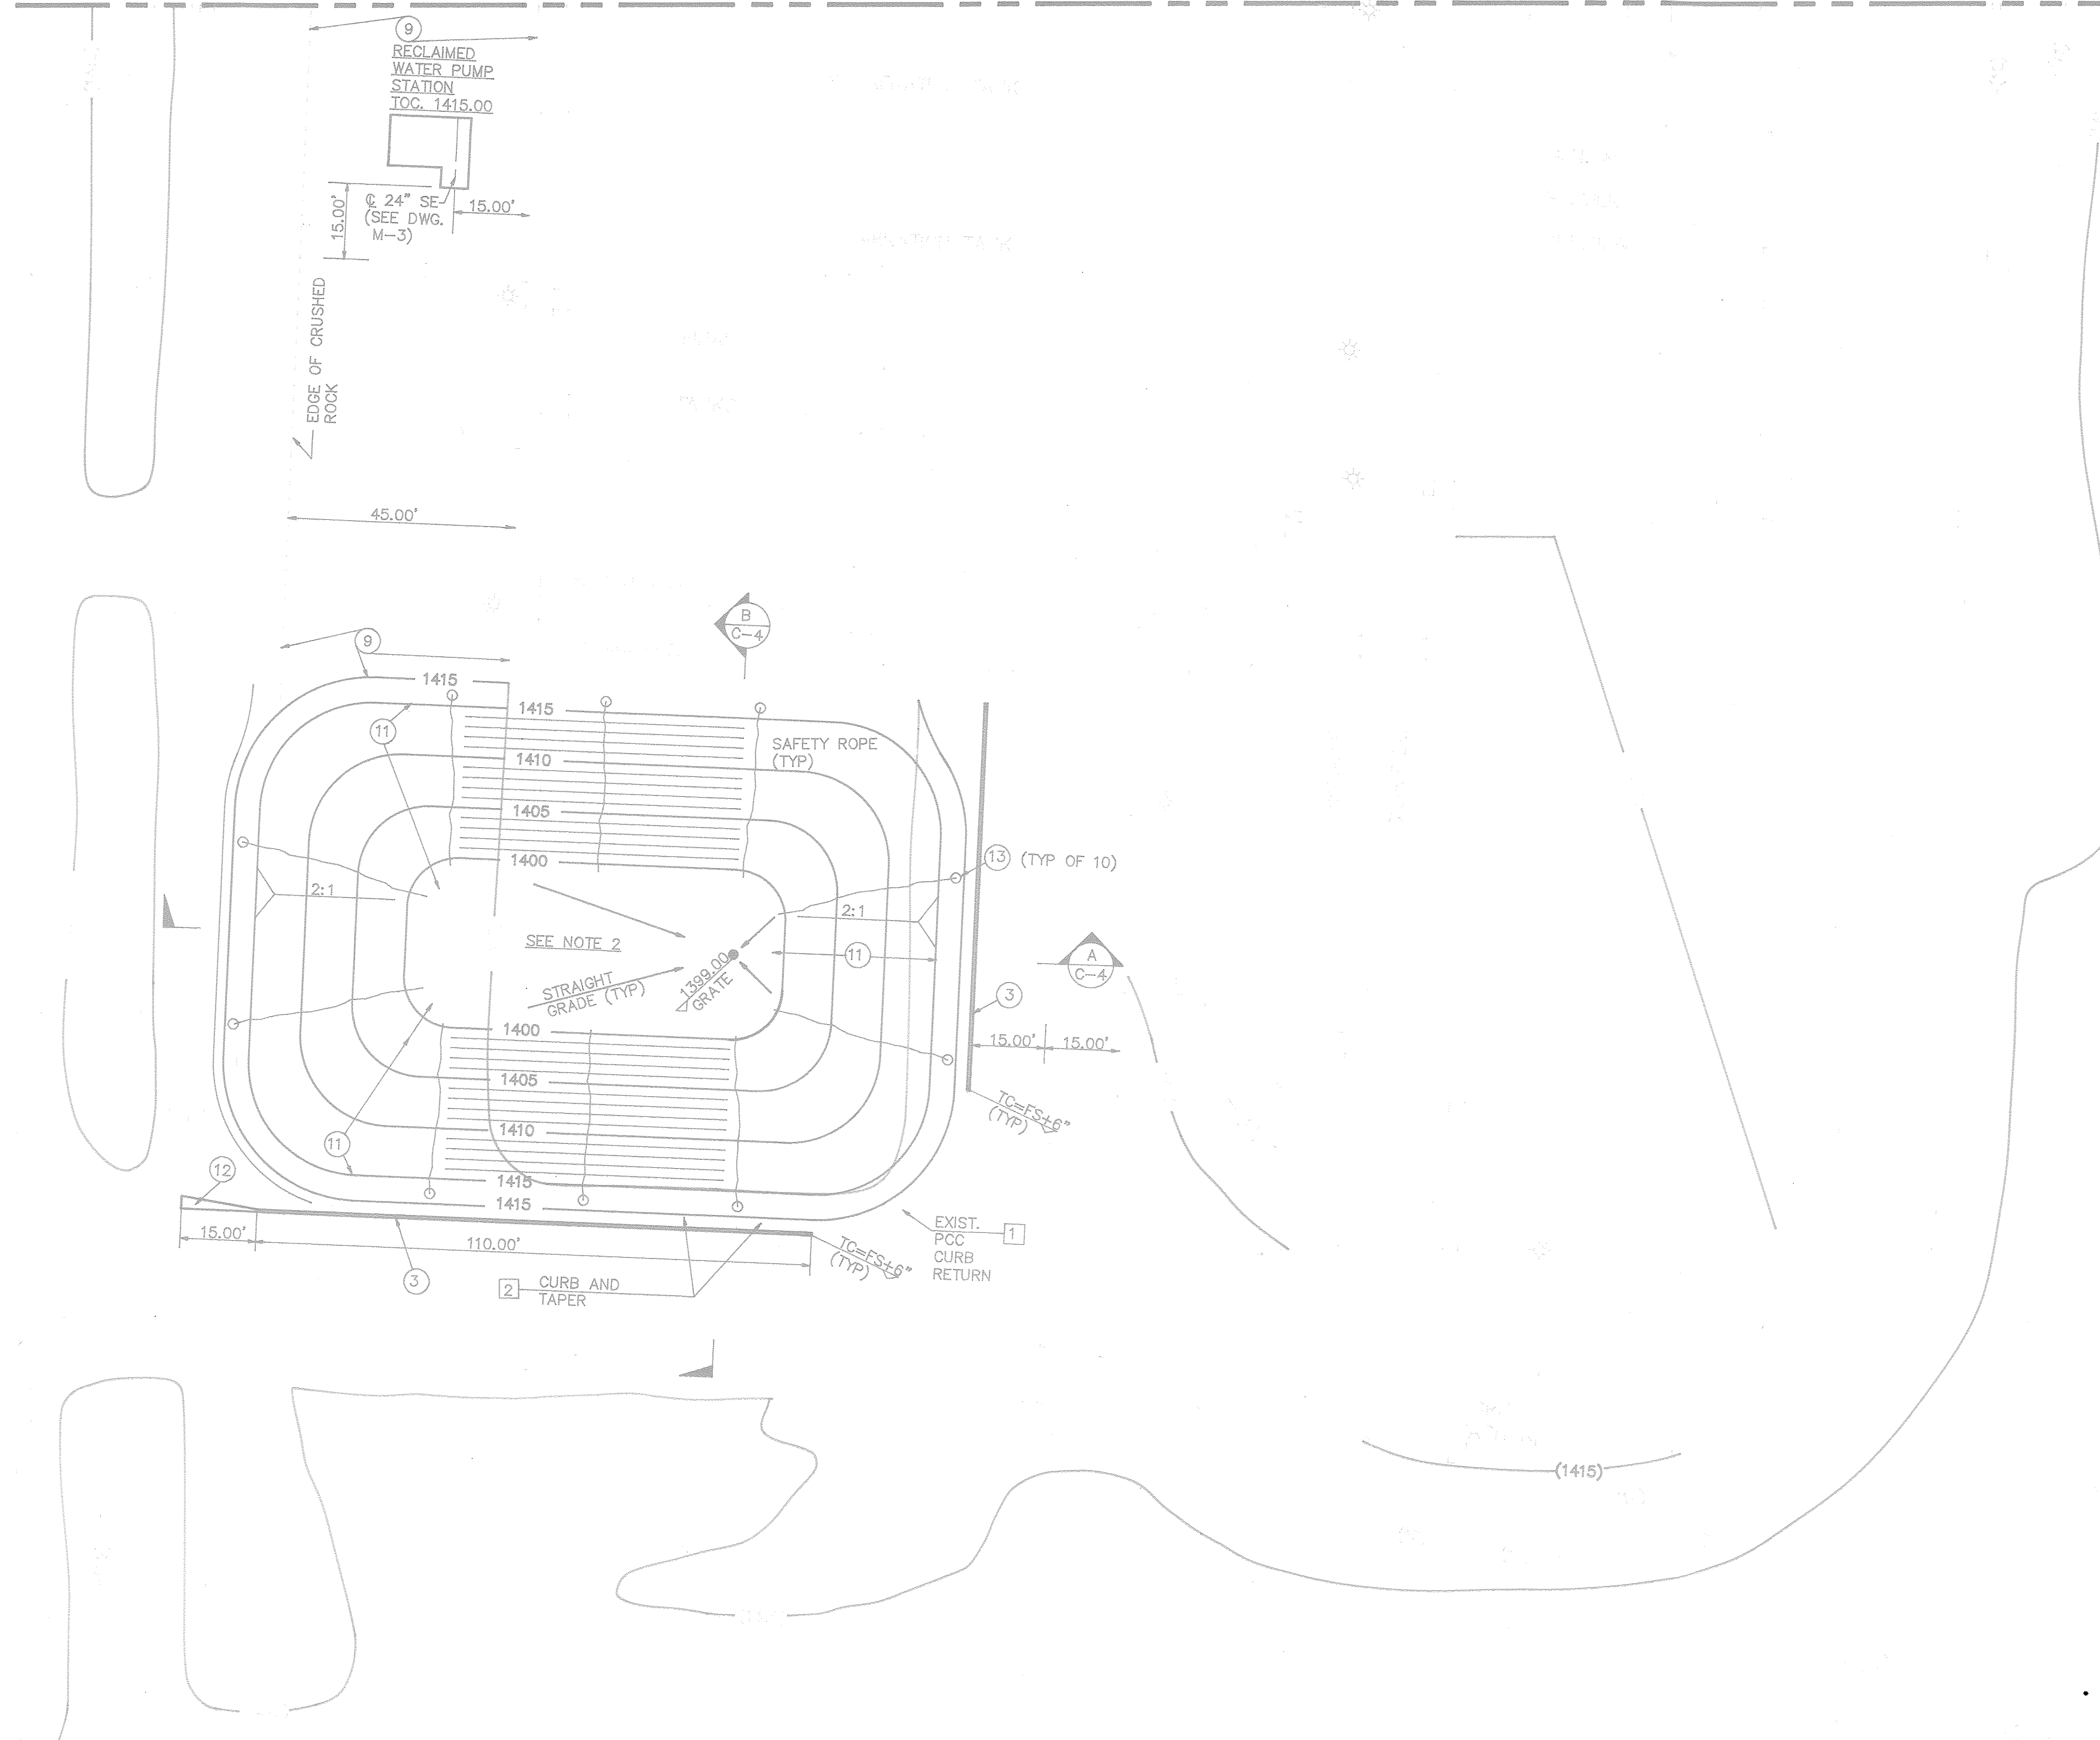 9
RECLAIMED
WATER PUMP
STATION
TOC. 1415.00
℄ 24" SE
(SEE DWG.
M-3)
15.00'
15.00'
EDGE OF CRUSHED
ROCK
45.00'
B
C-4
9
1415
1415
11
SAFETY ROPE
(TYP)
1410
1405
1400
13 (TYP OF 10)
2:1
2:1
SEE NOTE 2
11
A
C-4
STRAIGHT
GRADE (TYP)
1399.00
GRATE
3
15.00'
15.00'
1400
1405
TC=FS+6"
(TYP)
1410
11
12
1415
1415
15.00'
110.00'
EXIST.
PCC
CURB
RETURN
1
TC=FS+6"
(TYP)
3
2
CURB AND
TAPER
(1415)